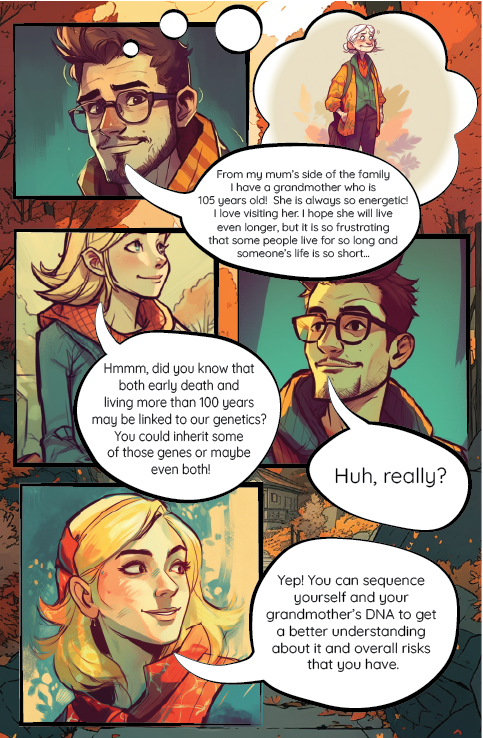 From my mum's side of the family
I have a grandmother who is
105 years old!  She is always so energetic!
I love visiting her. I hope she will live
even longer, but it is so frustrating
that some people live for so long and
someone's life is so short...
Hmmm, did you know that
both early death and
living more than 100 years
may be linked to our genetics?
You could inherit some
of those genes or maybe
even both!
Huh, really?
Yep! You can sequence
yourself and your
grandmother's DNA to get
a better understanding
about it and overall risks
that you have.